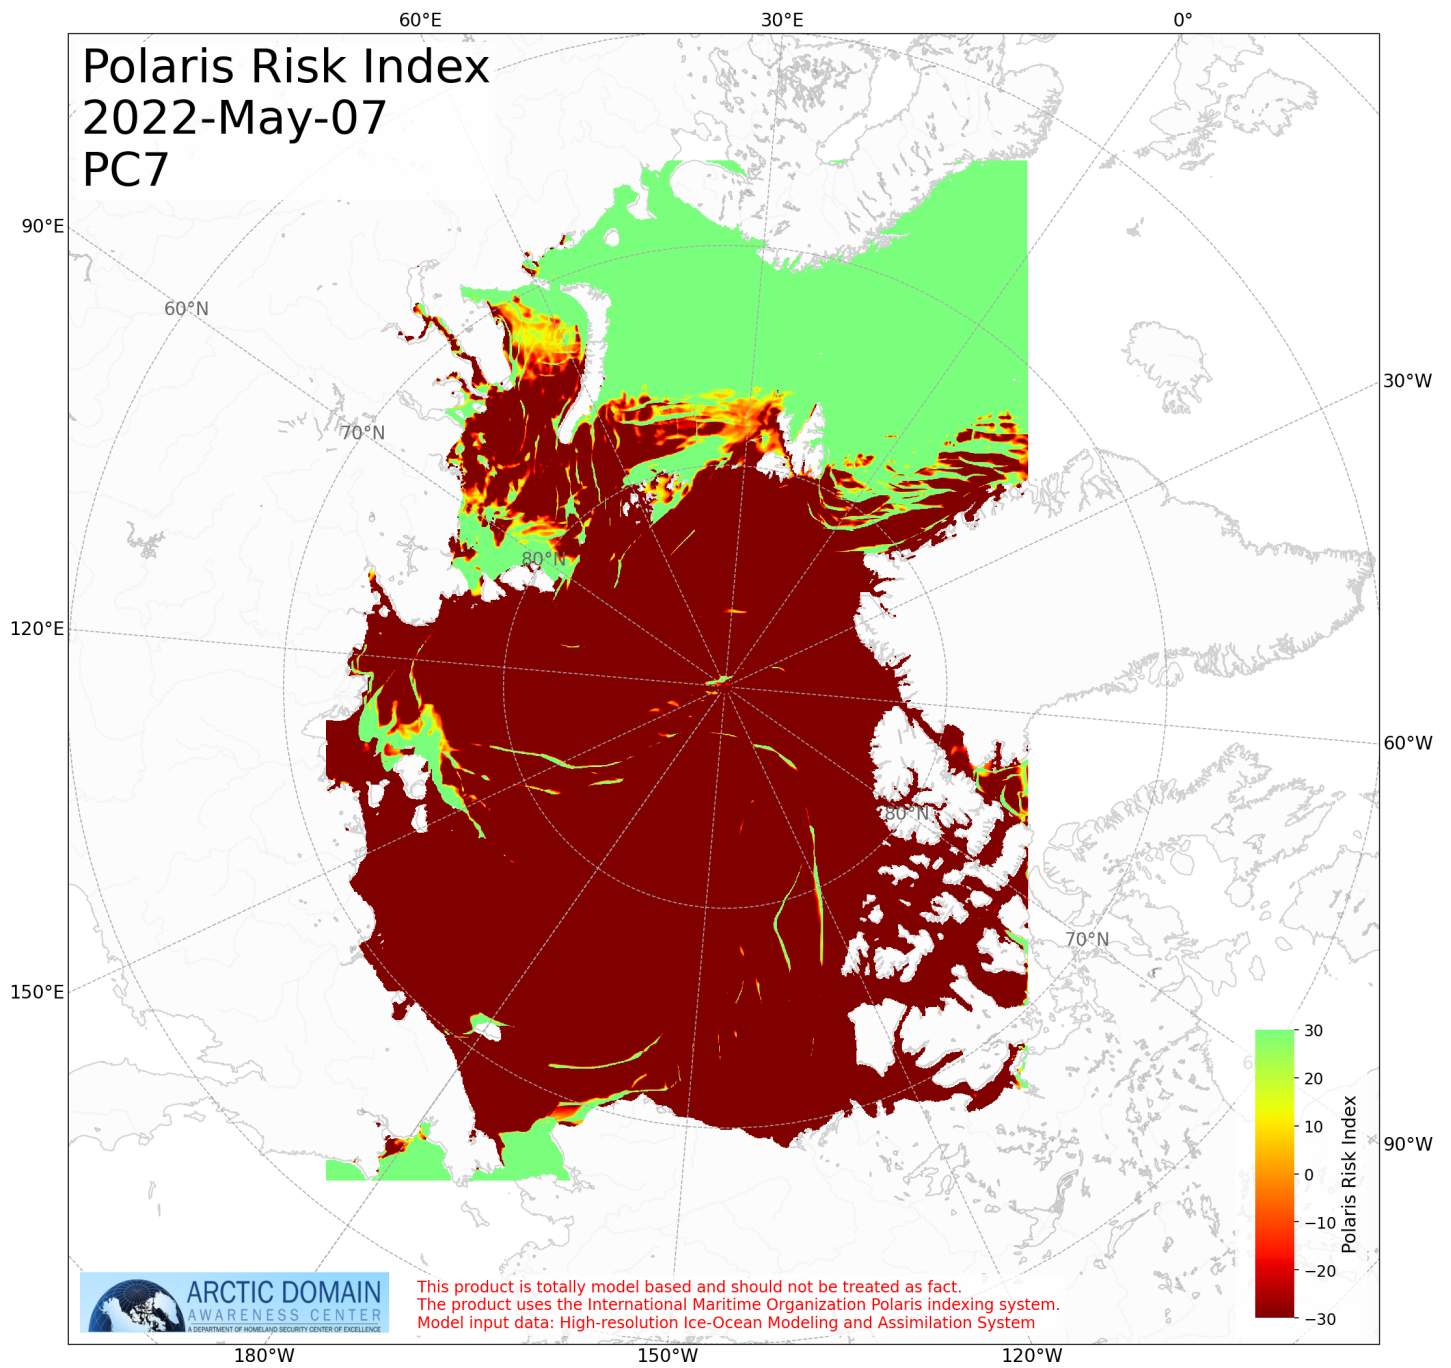 60°E 30°E 0°
Polaris Risk Index
2022-May-07
PC7
90°E
60°N
30°W
70°N
80°N
120°E
60°W
80°N
70°N
150°E
30
20
10
0
−10
−20
−30
Polaris Risk Index
90°W
ARCTIC DOMAIN
AWARENESS CENTER
A DEPARTMENT OF HOMELAND SECURITY CENTER OF EXCELLENCE
This product is totally model based and should not be treated as fact.
The product uses the International Maritime Organization Polaris indexing system.
Model input data: High-resolution Ice-Ocean Modeling and Assimilation System
180°W 150°W 120°W